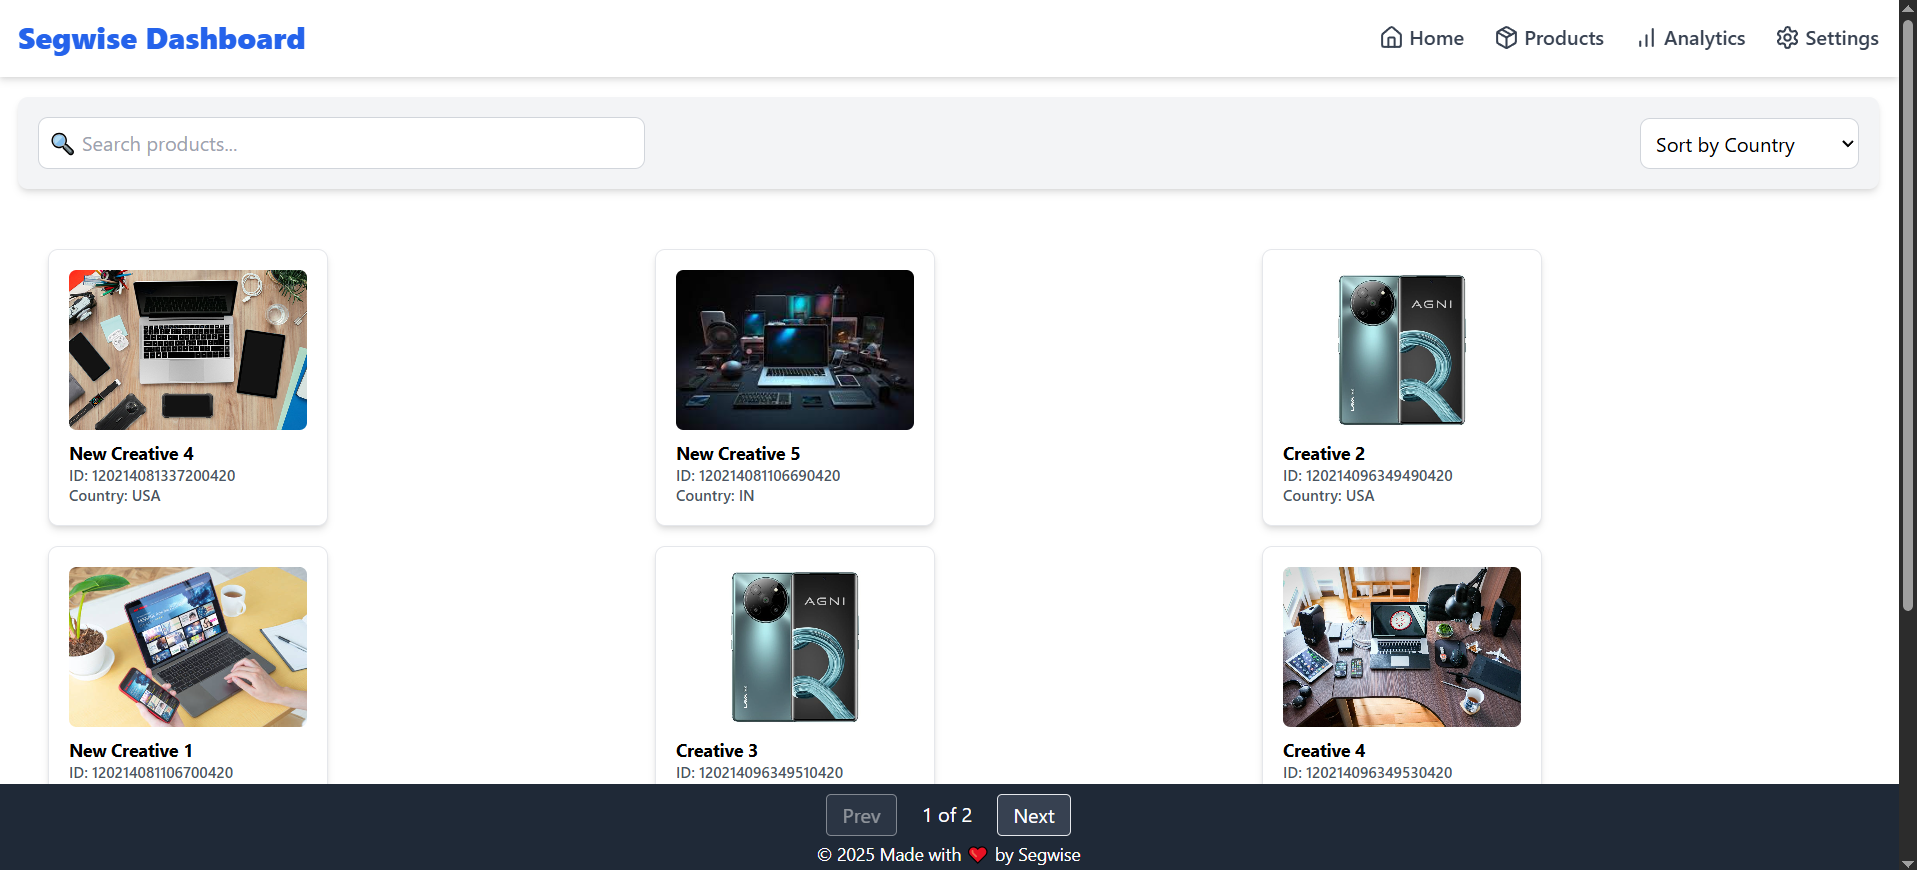 Segwise Dashboard
Home Products Analytics Settings
Search products...
Sort by Country
AGNI
New Creative 4
ID: 120214081337200420
Country: USA
New Creative 5
ID: 120214081106690420
Country: IN
Creative 2
ID: 120214096349490420
Country: USA
AGNI
New Creative 1
ID: 120214081106700420
Creative 3
ID: 120214096349510420
Creative 4
ID: 120214096349530420
Prev 1 of 2 Next
© 2025 Made with ❤️ by Segwise